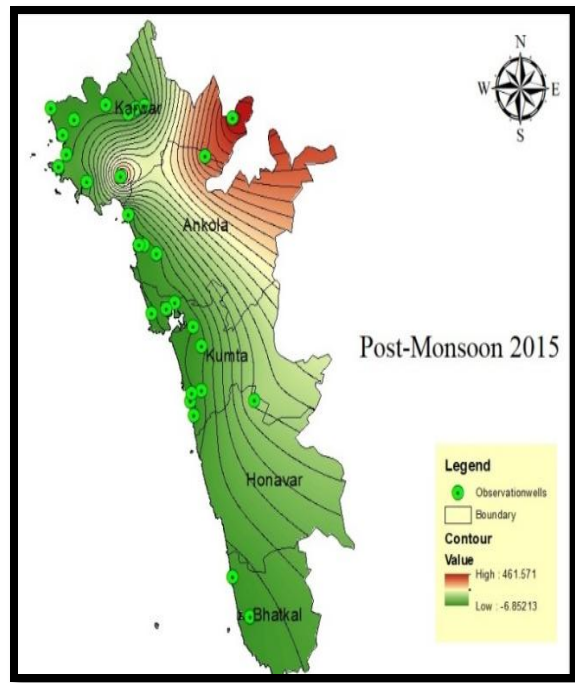 N
W E
S
Karwar
Ankola
Kumta
Honavar
Bhatkal
Post-Monsoon 2015
Legend
Observationwells
Boundary
Contour
Value
High : 461.571
Low : -6.85213